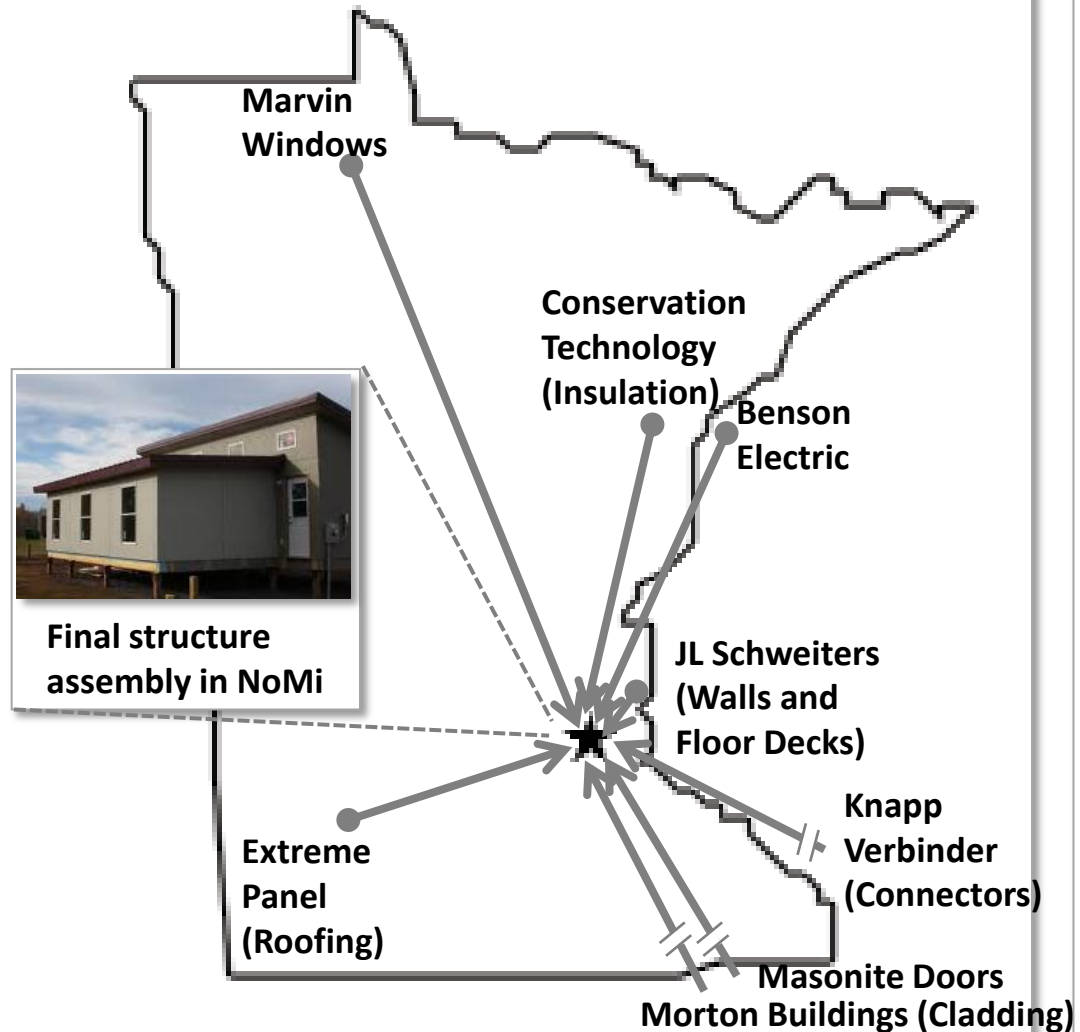 Marvin
Windows
Conservation
Technology
(Insulation)
Benson
Electric
Final structure
assembly in NoMi
JL Schweiters
(Walls and
Floor Decks)
Knapp
Verbinder
(Connectors)
Extreme
Panel
(Roofing)
Masonite Doors
Morton Buildings (Cladding)